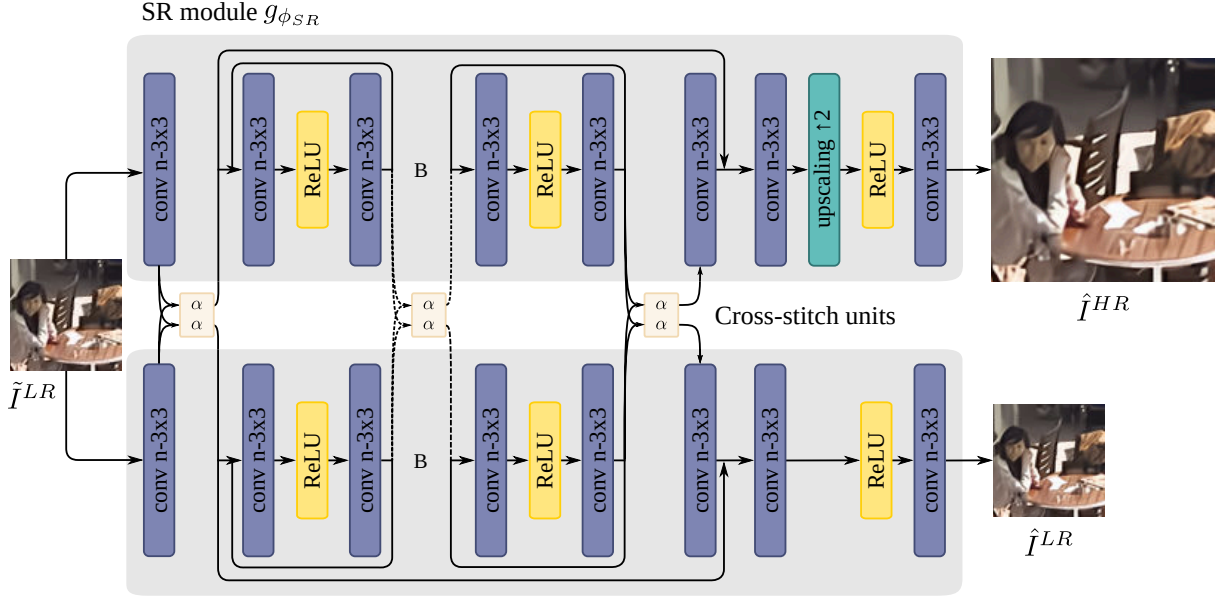 SR module g_{ϕ_{SR}}
conv n-3x3
conv n-3x3
ReLU
conv n-3x3
B
conv n-3x3
ReLU
conv n-3x3
conv n-3x3
conv n-3x3
upscaling ↑2
ReLU
conv n-3x3
α
α
α
α
α
α
Cross-stitch units
Î^{HR}
Ĩ^{LR}
conv n-3x3
conv n-3x3
ReLU
conv n-3x3
B
conv n-3x3
ReLU
conv n-3x3
conv n-3x3
conv n-3x3
ReLU
conv n-3x3
Î^{LR}